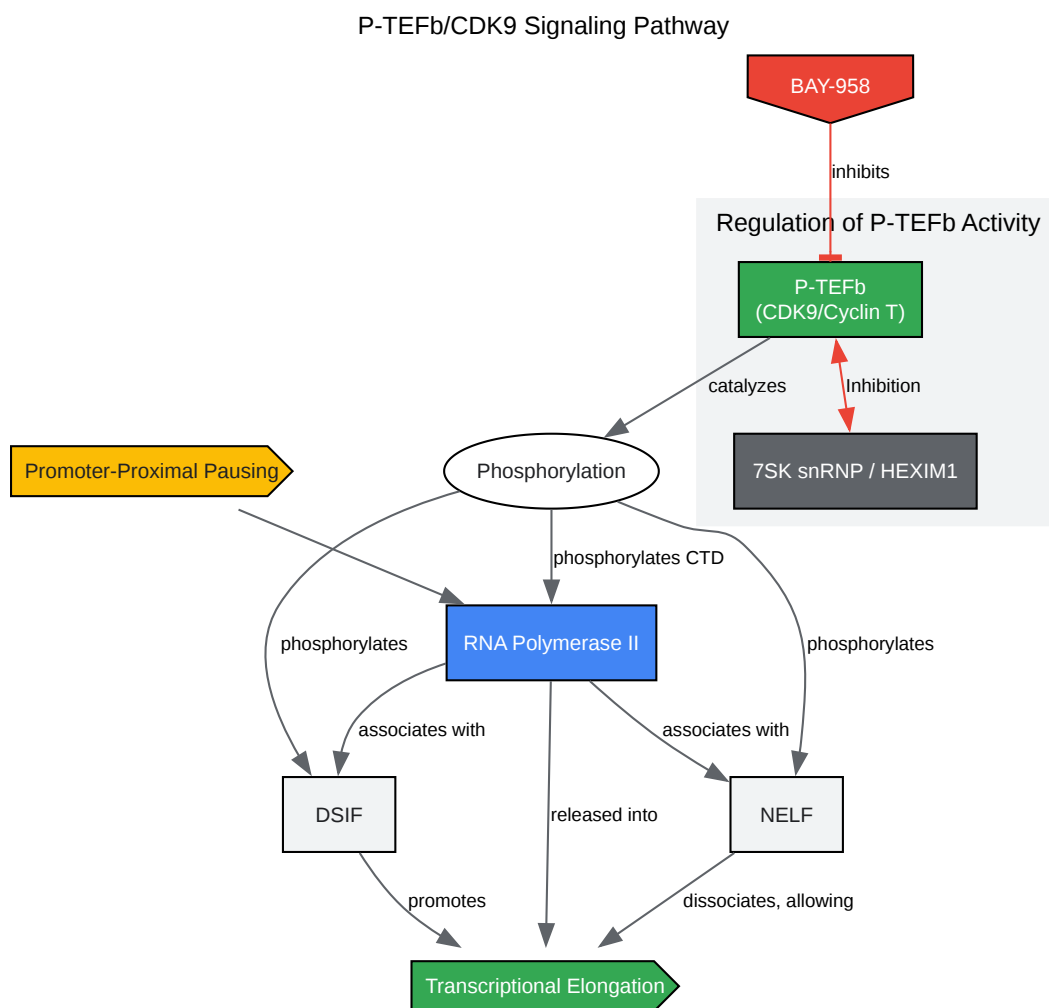 P-TEFb/CDK9 Signaling Pathway
BAY-958
inhibits
Regulation of P-TEFb Activity
P-TEFb
(CDK9/Cyclin T)
catalyzes
Inhibition
Promoter-Proximal Pausing
Phosphorylation
7SK snRNP / HEXIM1
phosphorylates CTD
phosphorylates
RNA Polymerase II
phosphorylates
associates with
associates with
DSIF
released into
NELF
promotes
dissociates, allowing
Transcriptional Elongation